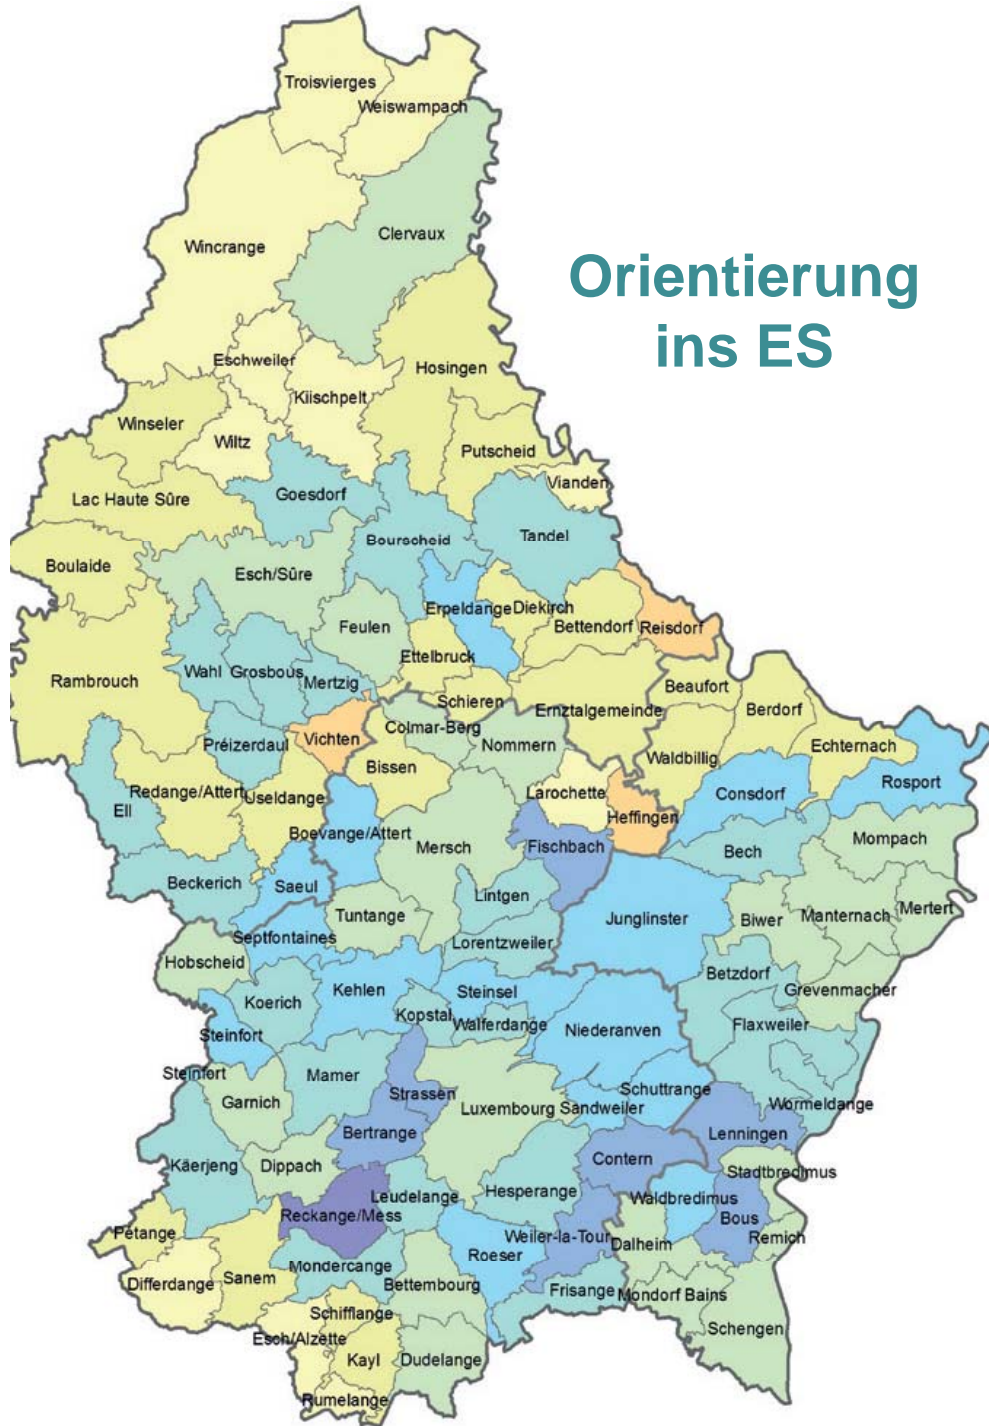 Troisvierges
Weiswampach
Clervaux
Wincrange
Orientierung
ins ES
Eschweiler
Hosingen
Kiischpelt
Winseler
Wiltz
Putscheid
Vianden
Lac Haute Sûre
Goesdorf
Tandel
Bourscheid
Boulaide
Esch/Sûre
Erpeldange
Diekirch
Bettendorf
Reisdorf
Feulen
Ettelbruck
Wahl
Grosbous
Mertzig
Rambrouch
Beaufort
Schieren
Ernztalgemeinde
Berdorf
Colmar-Berg
Vichten
Préizerdaul
Nommern
Echternach
Waldbillig
Bissen
Rosport
Redange/Attert
Useldange
Larochette
Consdorf
Ell
Heffingen
Boevange/Attert
Mersch
Fischbach
Mompach
Bech
Beckerich
Saeul
Lintgen
Tuntange
Junglinster
Biwer
Manternach
Mertert
Septfontaines
Lorentzweiler
Hobscheid
Betzdorf
Grevenmacher
Kehlen
Steinsel
Koerich
Kopstal
Walferdange
Niederanven
Flaxweiler
Steinfort
Steinfort
Mamer
Schuttrange
Strassen
Garnich
Luxembourg
Sandweiler
Wormeldange
Bertrange
Lenningen
Contern
Käerjeng
Dippach
Stadtbredimus
Leudelange
Hesperange
Waldbredimus
Reckange/Mess
Bous
Pétange
Weiler-la-Tour
Remich
Dalheim
Roeser
Mondercange
Differdange
Sanem
Bettembourg
Frisange
Mondorf Bains
Schifflange
Schengen
Esch/Alzette
Kayl
Dudelange
Rumelange